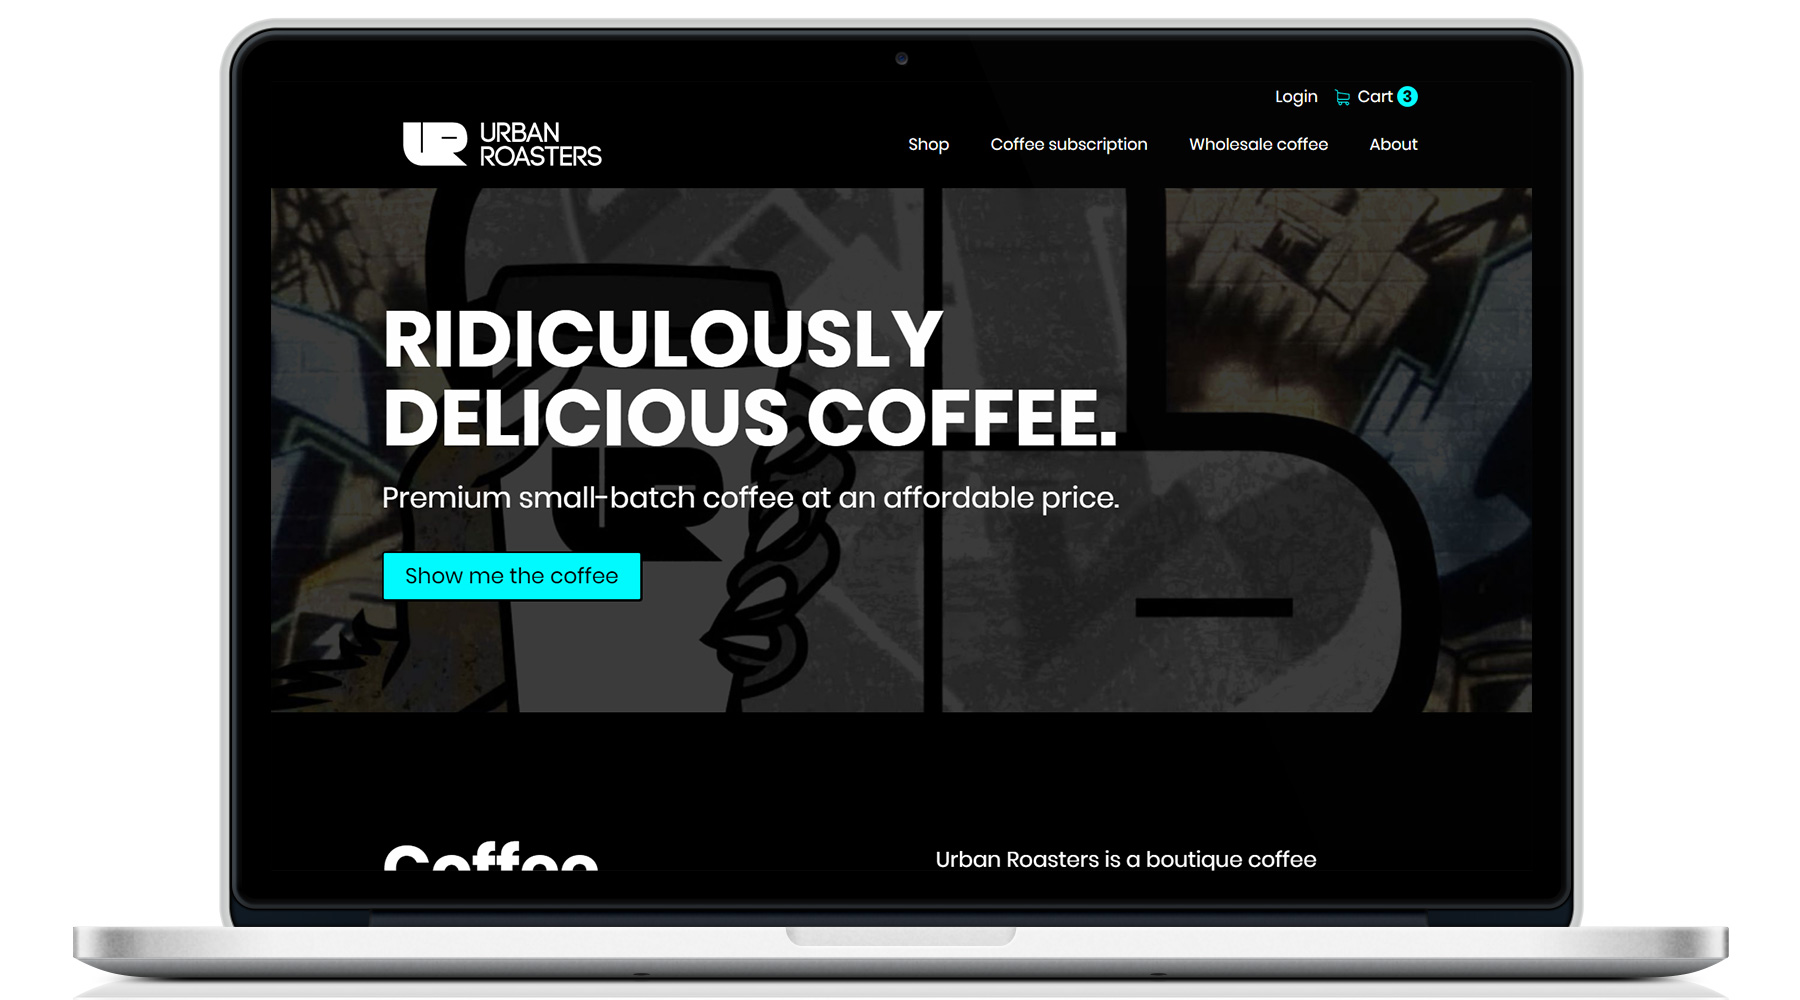 Login Cart 3
URBAN
ROASTERS
Shop Coffee subscription Wholesale coffee About
RIDICULOUSLY
DELICIOUS COFFEE.
Premium small-batch coffee at an affordable price.
Show me the coffee
Coffee
Urban Roasters is a boutique coffee